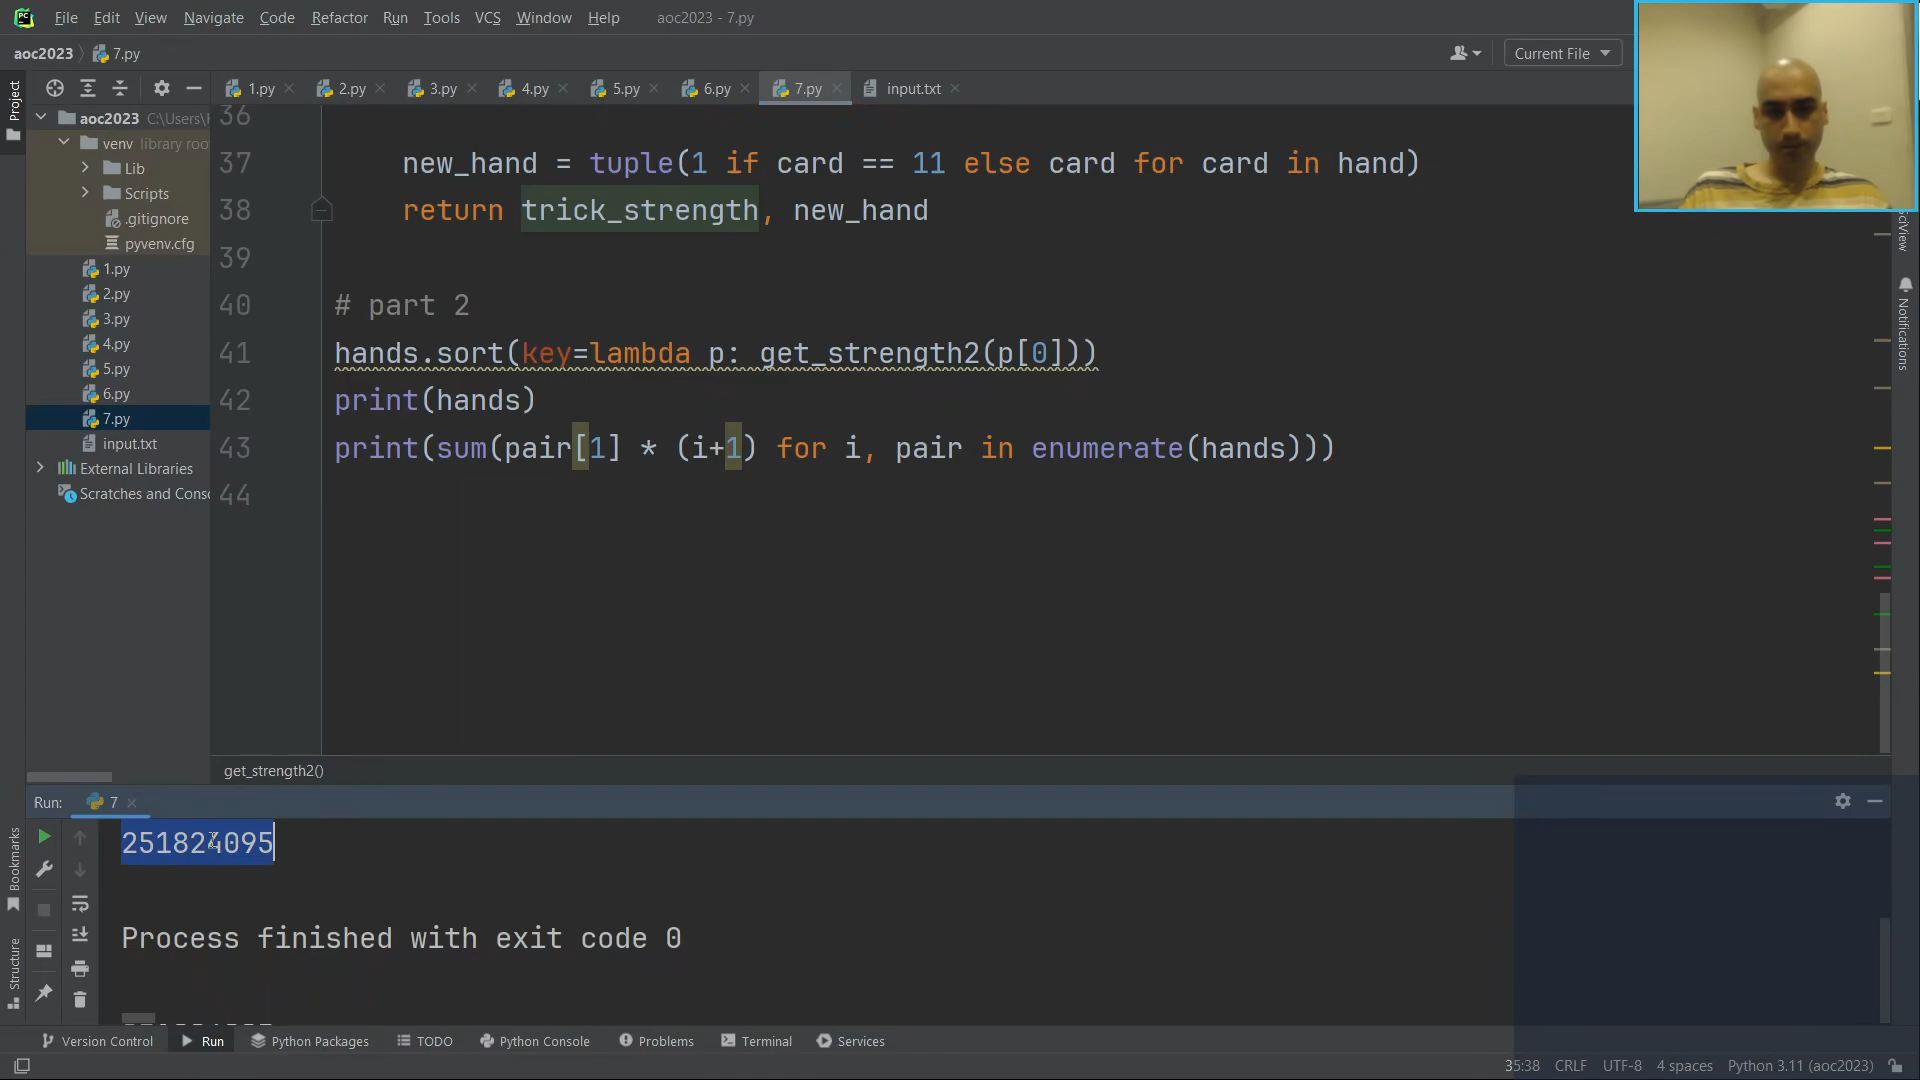 File Edit View Navigate Code Refactor Run Tools VCS Window Help aoc2023 - 7.py
aoc2023 7.py Current File
1.py 2.py 3.py 4.py 5.py 6.py 7.py input.txt
Project
aoc2023 C:\Users\
venv library roo
Lib
Scripts
.gitignore
pyvenv.cfg
1.py
2.py
3.py
4.py
5.py
6.py
7.py
input.txt
External Libraries
Scratches and Conso
36
37 new_hand = tuple(1 if card == 11 else card for card in hand)
38 return trick_strength, new_hand
39
40 # part 2
41 hands.sort(key=lambda p: get_strength2(p[0]))
42 print(hands)
43 print(sum(pair[1] * (i+1) for i, pair in enumerate(hands)))
44
get_strength2()
SciView
Notifications
Run: 7
251824095
Process finished with exit code 0
Bookmarks
Structure
Version Control Run Python Packages TODO Python Console Problems Terminal Services
35:38 CRLF UTF-8 4 spaces Python 3.11 (aoc2023)